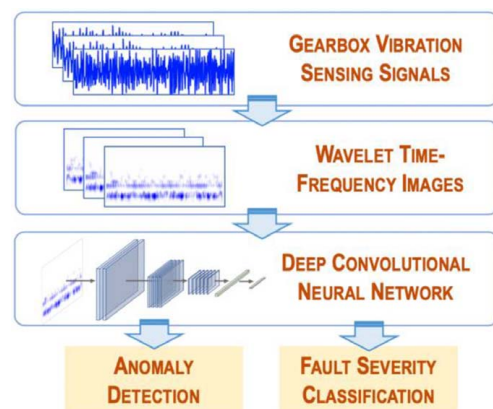 GEARBOX VIBRATION
SENSING SIGNALS
WAVELET TIME-
FREQUENCY IMAGES
DEEP CONVOLUTIONAL
NEURAL NETWORK
ANOMALY
DETECTION
FAULT SEVERITY
CLASSIFICATION